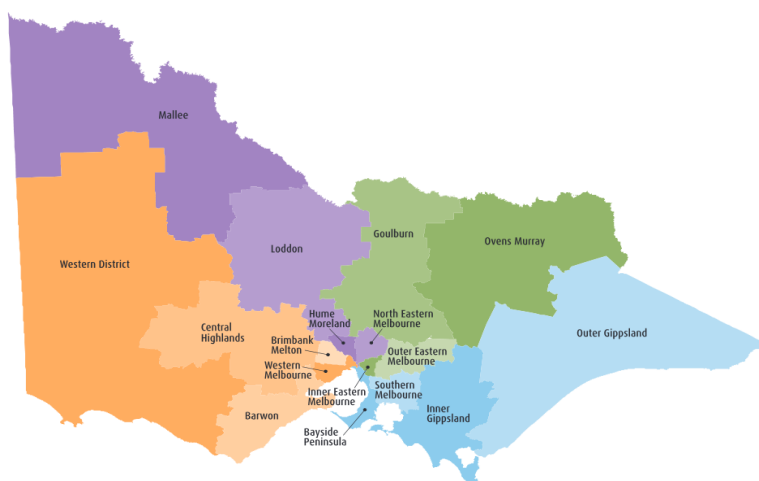 Mallee
Goulburn
Ovens Murray
Loddon
Western District
Hume
Moreland
North Eastern
Melbourne
Central
Highlands
Outer Gippsland
Brimbank
Melton
Outer Eastern
Melbourne
Western
Melbourne
Inner Eastern
Melbourne
Southern
Melbourne
Barwon
Inner
Gippsland
Bayside
Peninsula